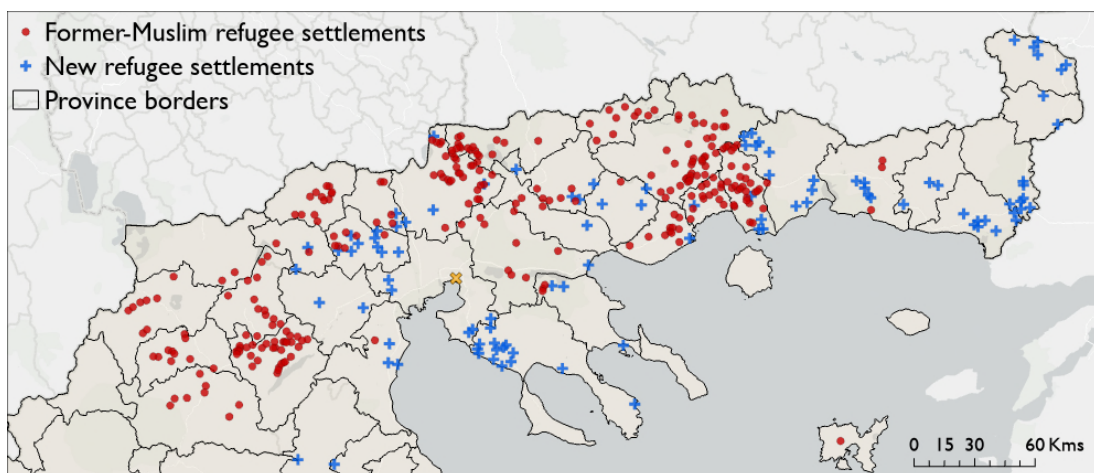 Former-Muslim refugee settlements
New refugee settlements
Province borders
0 15 30 60 Kms